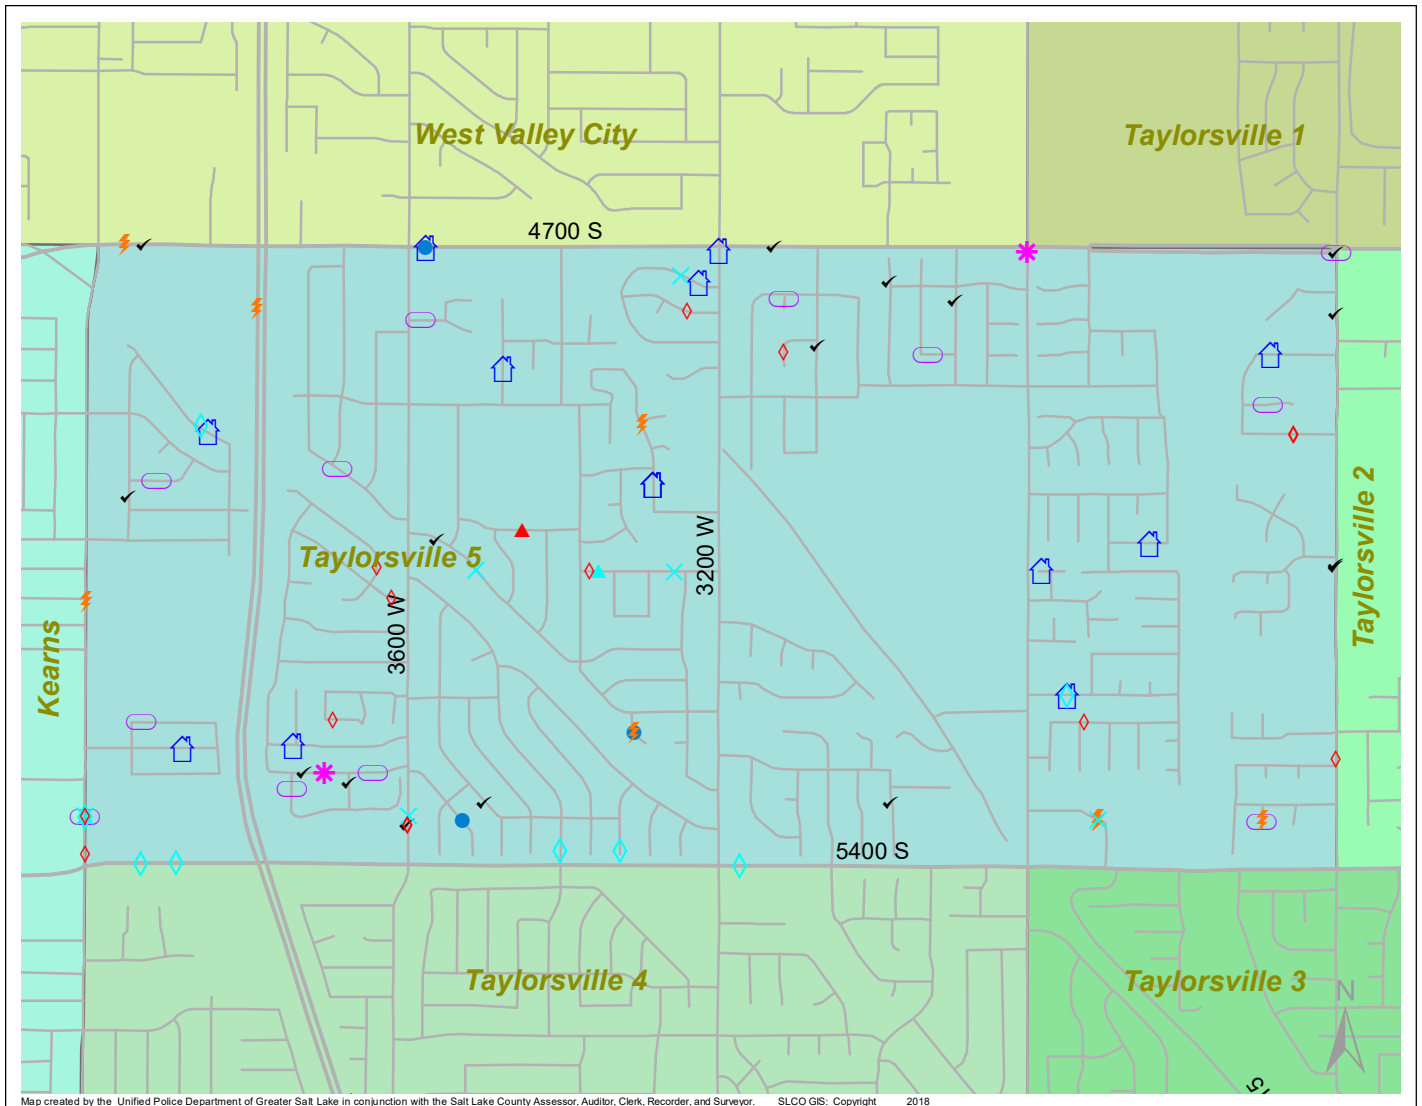 West Valley City
Taylorsville 1
4700 S
Taylorsville 2
3200 W
Taylorsville 5
3600 W
Kearns
5400 S
Taylorsville 4
Taylorsville 3
N
Map created by the Unified Police Department of Greater Salt Lake in conjunction with the Salt Lake County Assessor, Auditor, Clerk, Recorder, and Surveyor. SLCO GIS: Copyright 2018